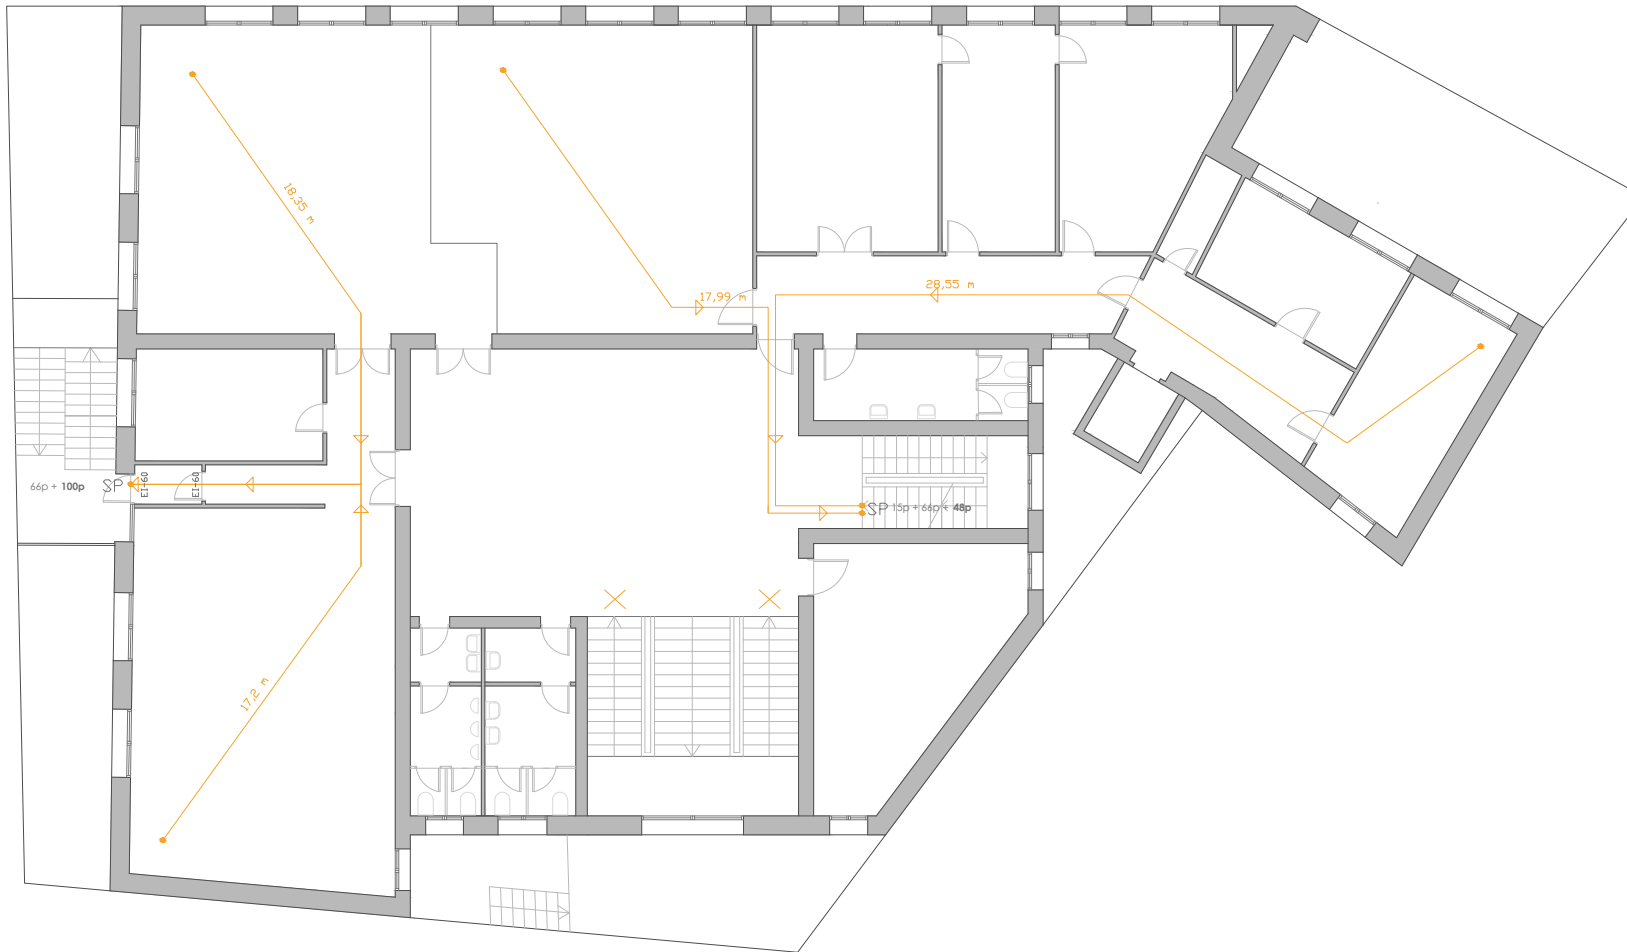 18,35 m
28,55 m
17,99 m
66p + 100p
SP
EI-60
EI-60
SP
15p + 66p + 48p
17,2 m